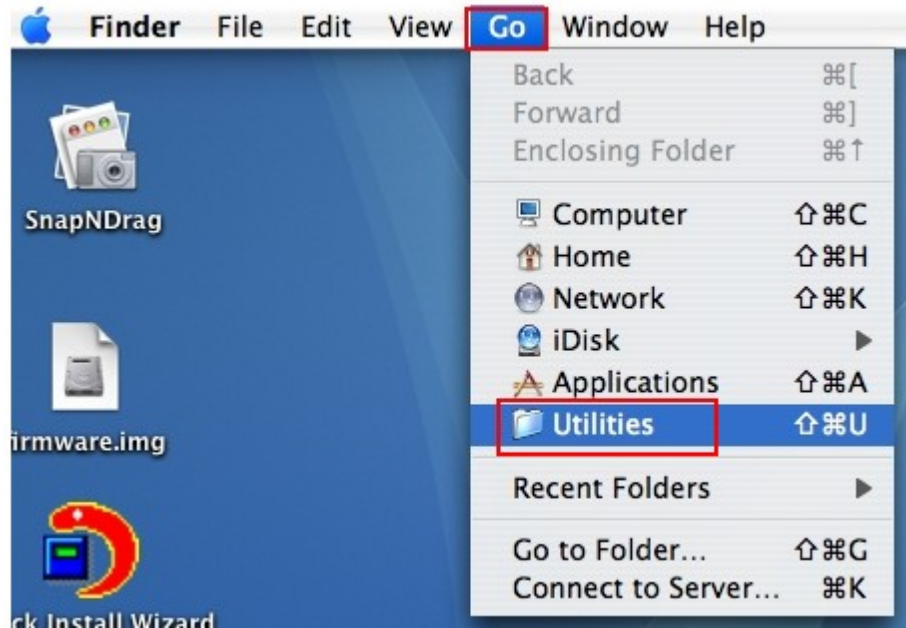 Finder File Edit View Go Window Help
Back ⌘[
Forward ⌘]
Enclosing Folder ⌘↑
Computer ⇧⌘C
Home ⇧⌘H
Network ⇧⌘K
iDisk ▶
Applications ⇧⌘A
Utilities ⇧⌘U
Recent Folders ▶
Go to Folder... ⇧⌘G
Connect to Server... ⌘K
SnapNDrag
irmware.img
ck Install Wizard